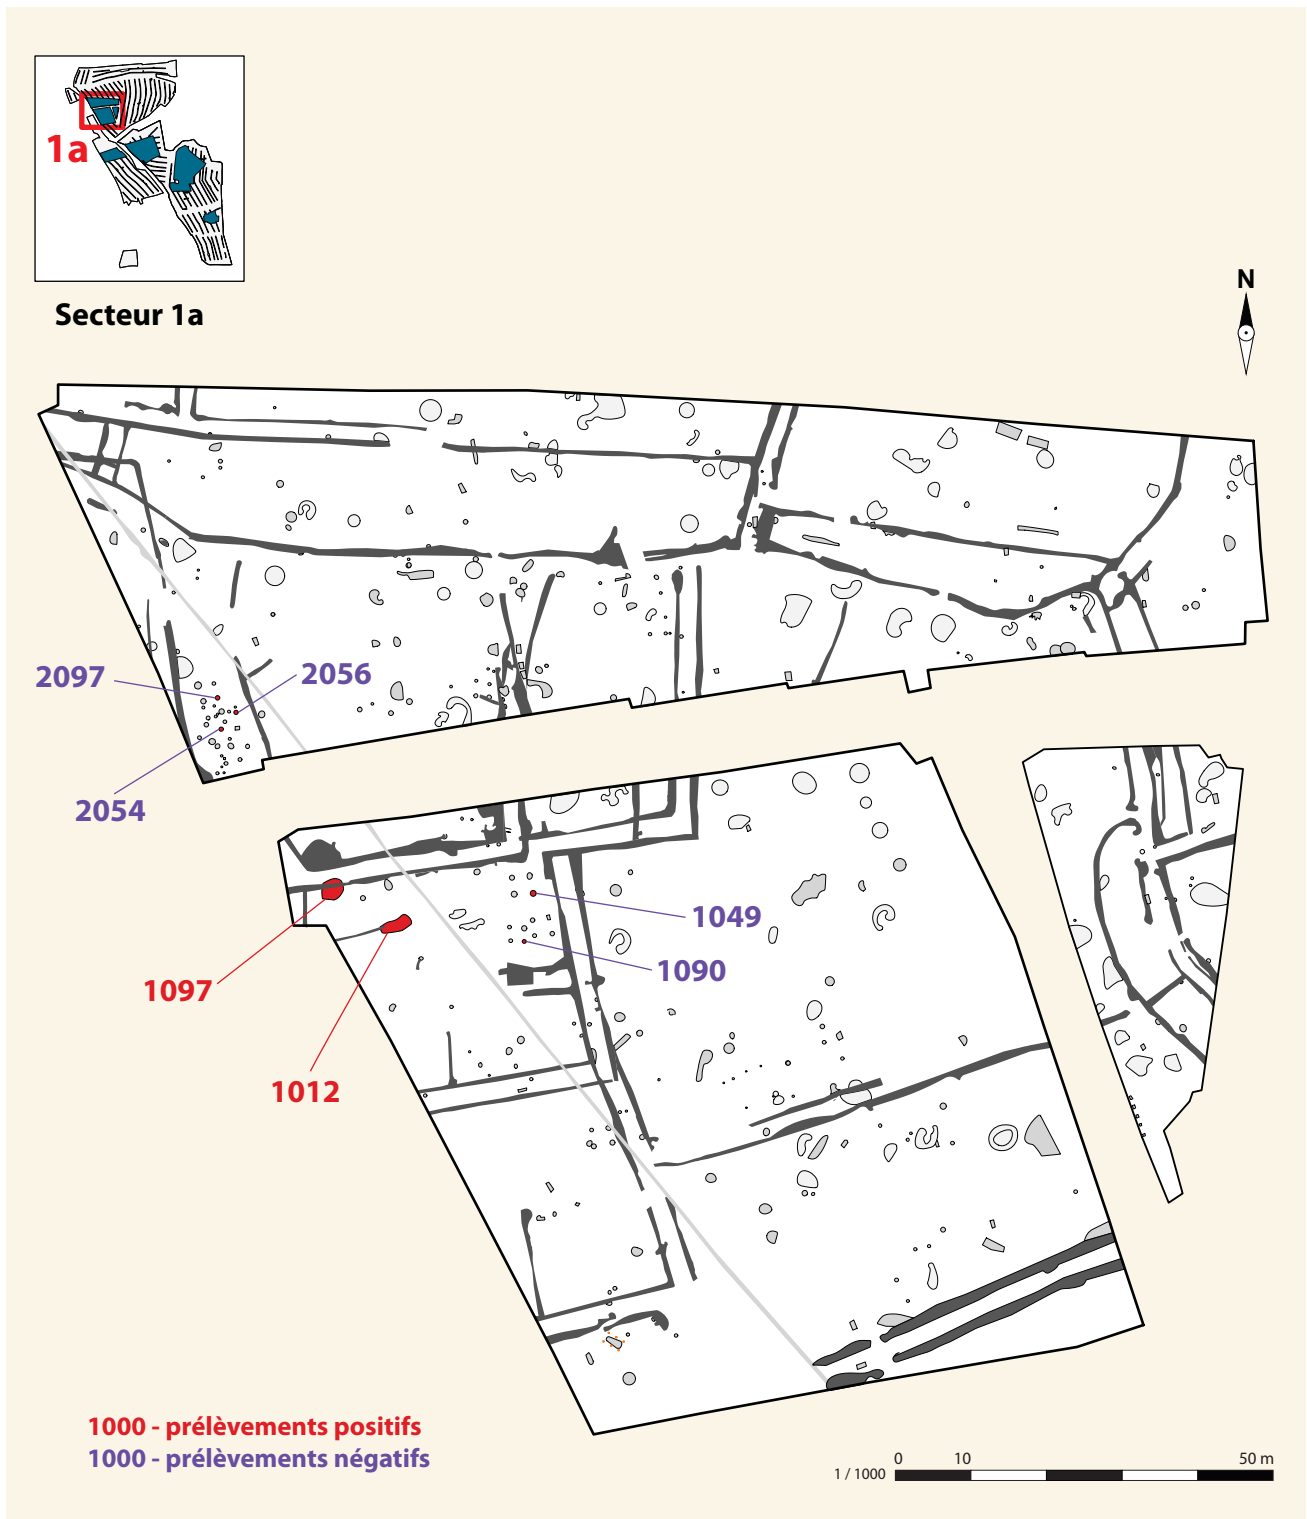 1a
Secteur 1a
N
2097
2056
2054
1049
1090
1097
1012
1000 - prélèvements positifs
1000 - prélèvements négatifs
0 10 50 m
1 / 1000